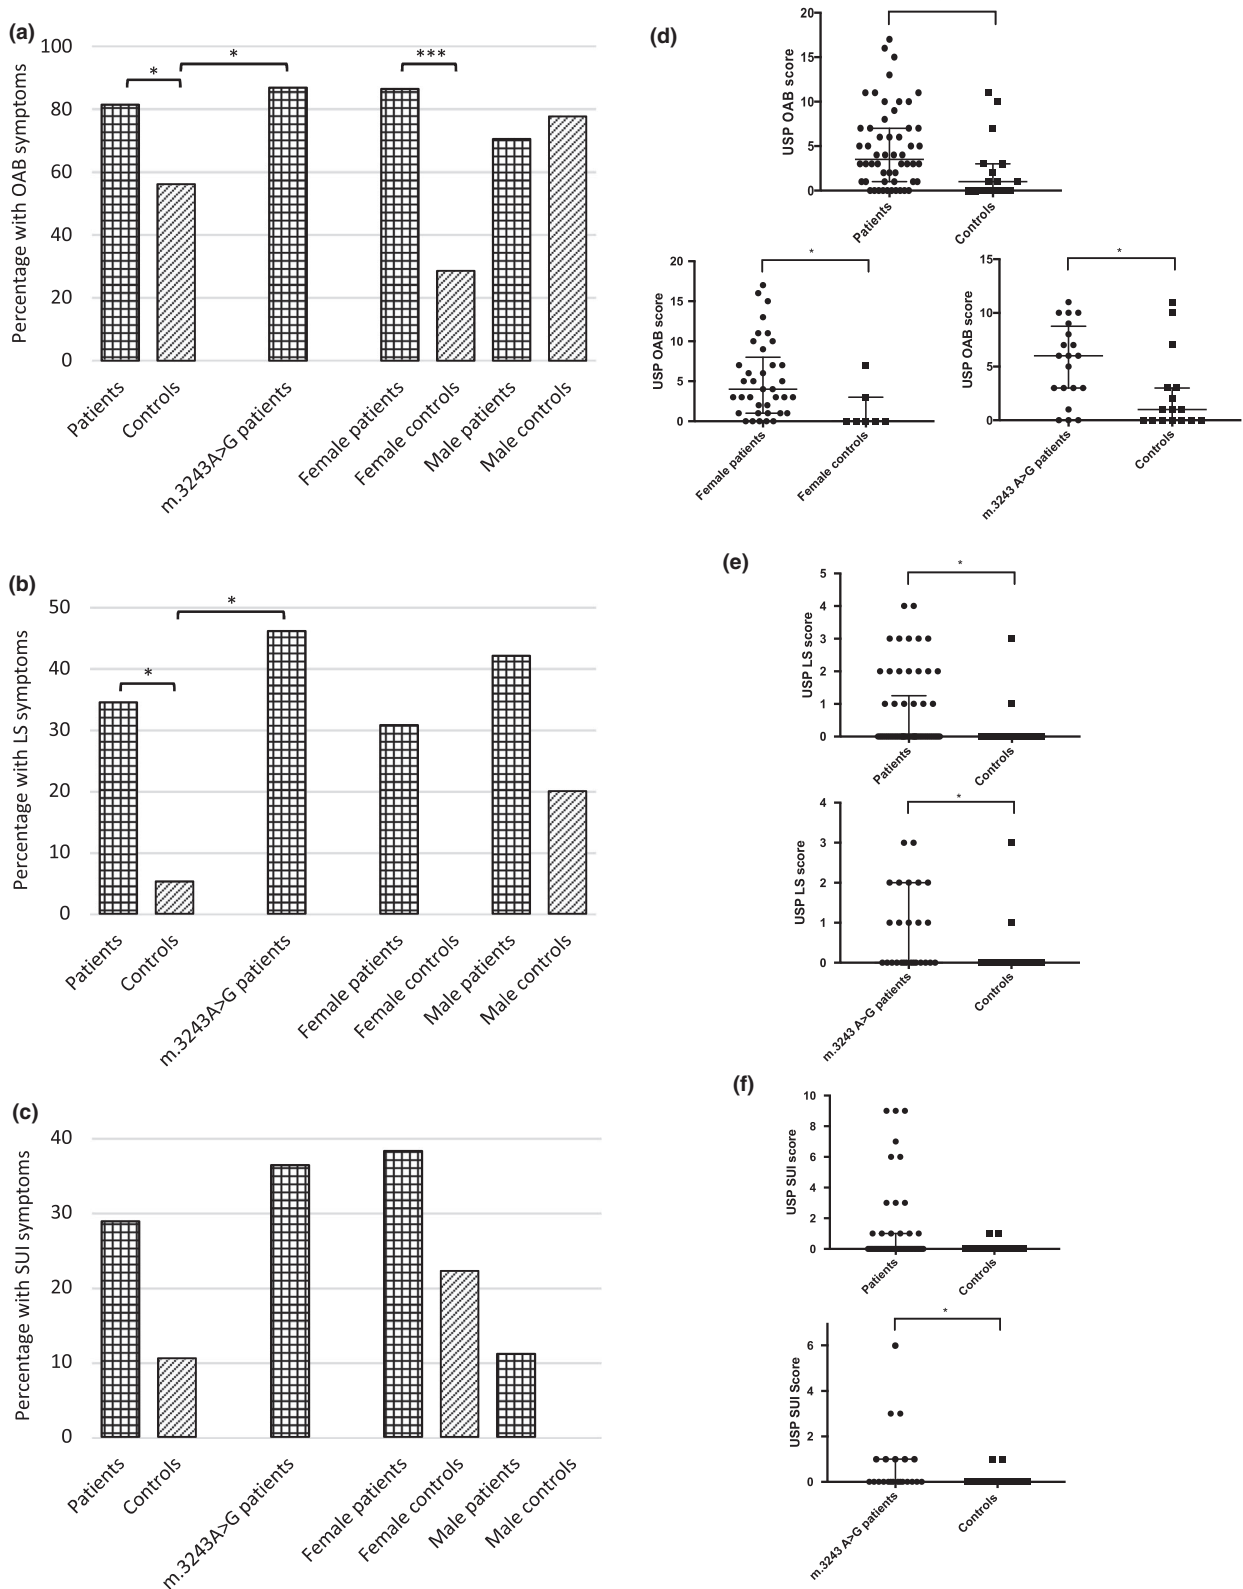 (a)
Percentage with OAB symptoms
100
80
60
40
20
0
* * ***
Patients
Controls
m.3243A>G patients
Female patients
Female controls
Male patients
Male controls
(b)
Percentage with LS symptoms
50
40
30
20
10
0
* *
Patients
Controls
m.3243A>G patients
Female patients
Female controls
Male patients
Male controls
(c)
Percentage with SUI symptoms
40
30
20
10
0
Patients
Controls
m.3243A>G patients
Female patients
Female controls
Male patients
Male controls
(d)
USP OAB score
20
15
10
5
0
Patients
Controls
USP OAB score
20
15
10
5
0
*
Female patients
Female controls
USP OAB score
15
10
5
0
*
m.3243 A>G patients
Controls
(e)
USP LS score
5
4
3
2
1
0
*
Patients
Controls
USP LS score
4
3
2
1
0
*
m.3243 A>G patients
Controls
(f)
USP SUI score
10
8
6
4
2
0
Patients
Controls
USP SUI Score
6
4
2
0
*
m.3243 A>G patients
Controls